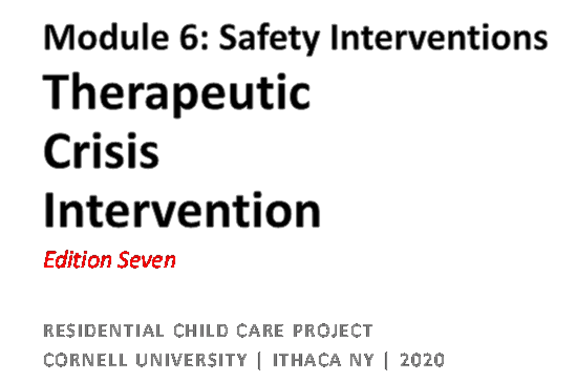 Module 6: Safety Interventions
Therapeutic
Crisis
Intervention
Edition Seven
RESIDENTIAL CHILD CARE PROJECT
CORNELL UNIVERSITY | ITHACA NY | 2020